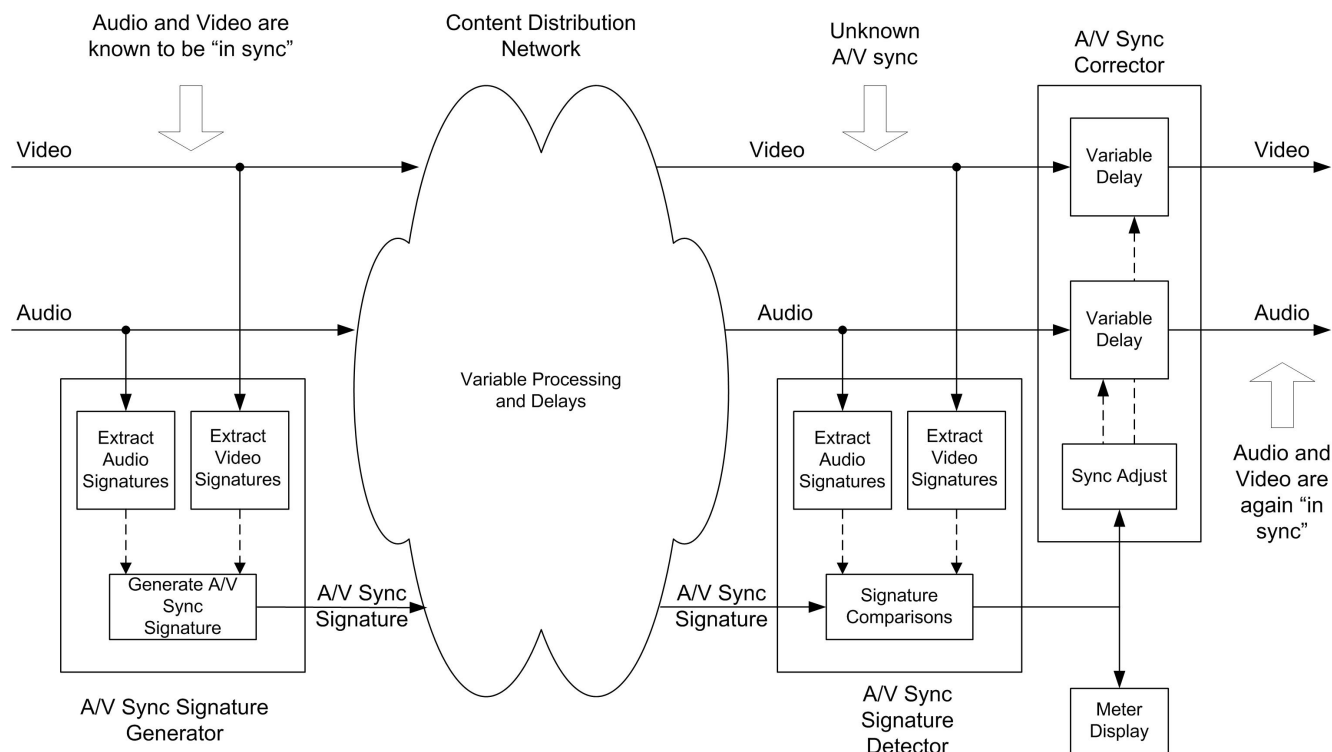 Audio and Video are
known to be “in sync”
Content Distribution
Network
Unknown
A/V sync
A/V Sync
Corrector
Video
Video
Variable
Delay
Video
Audio
Audio
Variable
Delay
Audio
Variable Processing
and Delays
Extract
Audio
Signatures
Extract
Video
Signatures
Extract
Audio
Signatures
Extract
Video
Signatures
Sync Adjust
Audio and
Video are
again “in
sync”
Generate A/V
Sync
Signature
A/V Sync
Signature
A/V Sync
Signature
Signature
Comparisons
A/V Sync Signature
Generator
A/V Sync
Signature
Detector
Meter
Display